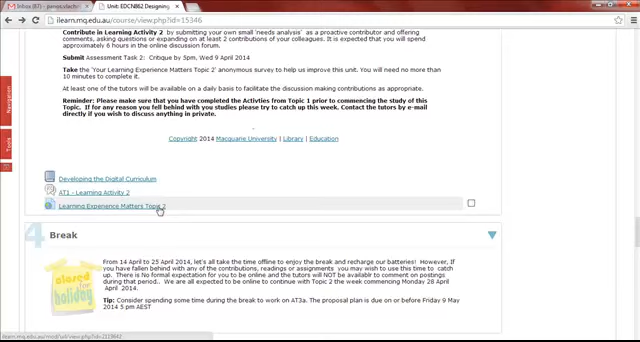 Unit: EDCN862 Designing
ilearn.mq.edu.au/course/view.php?id=15346
Contribute in Learning Activity 2 by submitting your own small 'needs analysis' as a proactive contributor and offering
comments, asking questions or expanding on at least 2 contributions of your colleagues. It is expected that you will spend
approximately 6 hours in the online discussion forum.
Submit Assessment Task 2: Critique by 5pm, Wed 9 April 2014
Take the 'Your Learning Experience Matters Topic 2' anonymous survey to help us improve this unit. You will need no more than
10 minutes to complete it.
At least one of the tutors will be available on a daily basis to facilitate the discussion making contributions as appropriate.
Reminder: Please make sure that you have completed the Activties from Topic 1 prior to commencing the study of this
Topic. If for any reason you fell behind with you studies please try to catch up this week. Contact the tutors by e-mail
directly if you wish to discuss anything in private.
Copyright 2014 Macquarie University | Library | Education
Navigation
Tools
Developing the Digital Curriculum
AT1 - Learning Activity 2
Learning Experience Matters Topic 2
4 Break
closed for holiday
From 14 April to 25 April 2014, let's all take the time offline to enjoy the break and recharge our batteries! However, If
you have fallen behind with any of the contributions, readings or assignments you may wish to use this time to catch
up. There is No formal expectation for you to be online and the tutors will NOT be availablr to comment on postings
during that period.. We are all expected to be online to continue with Topic 2 the week commencing Monday 28 April
April 2014.
Tip: Consider spending some time during the break to work on AT3a. The proposal plan is due on or before Friday 9 May
2014 5 pm AEST